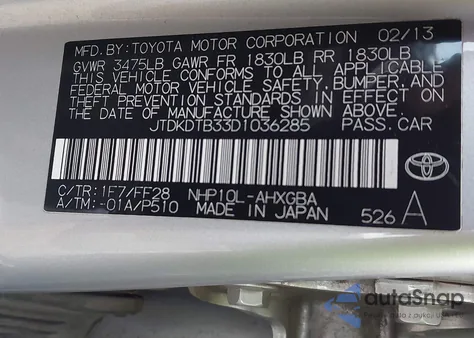 MFD.BY: TOYOTA MOTOR CORPORATION 02/13
GVWR 3475LB GAWR FR 1830LB RR 1830LB
THIS VEHICLE CONFORMS TO ALL APPLICABLE
FEDERAL MOTOR VEHICLE SAFETY, BUMPER, AND
THEFT PREVENTION STANDARDS IN EFFECT ON
THE DATE OF MANUFACTURE SHOWN ABOVE.
JTDKDTB33D1036285 PASS.CAR
TOYOTA
C/TR: 1F7/FF28 NHP10L-AHXGBA
A/TM: -01A/P510 MADE IN JAPAN 526 A
autoSnap